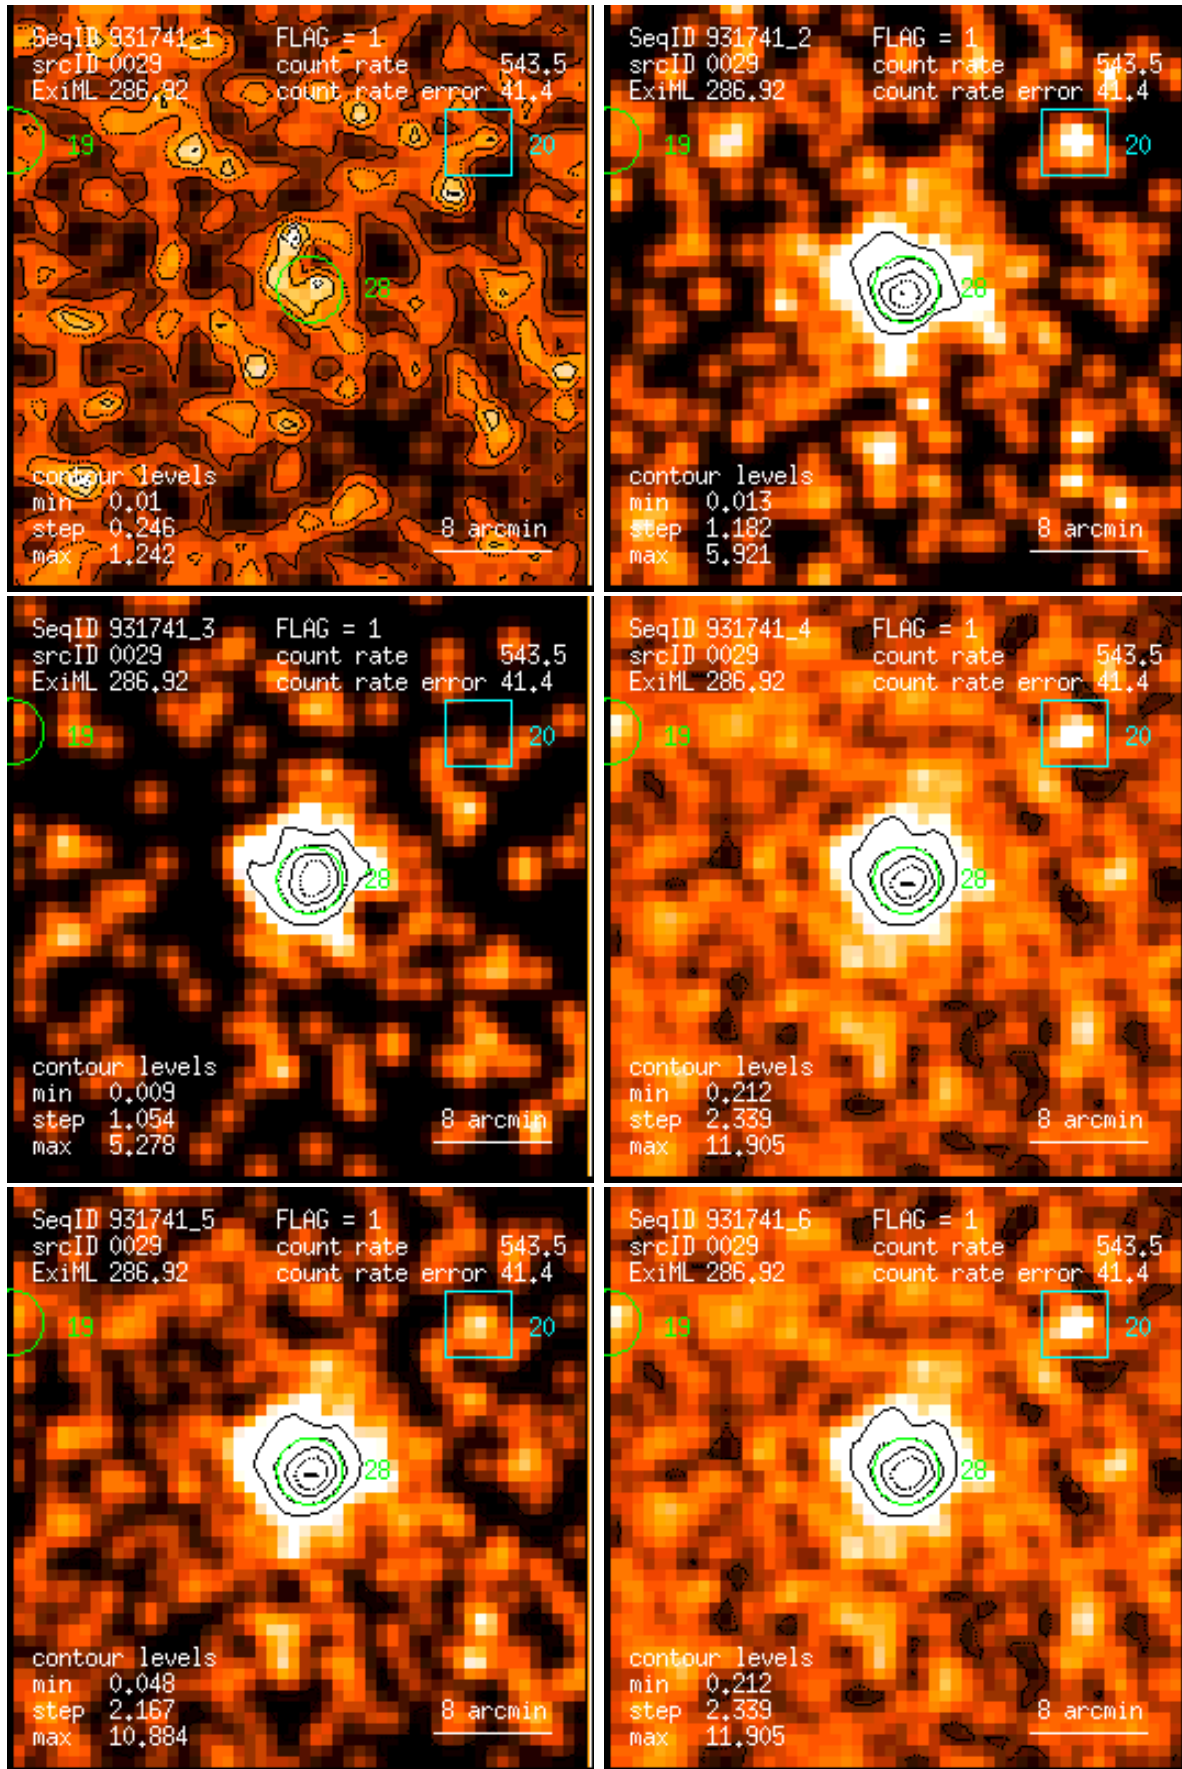 SeqID 931741_1 FLAG = 1
srcID 0029 count rate 543.5
ExiML 286.92 count rate error 41.4
19 20
28
contour levels
min 0.01
step 0.246 8 arcmin
max 1.242
SeqID 931741_2 FLAG = 1
srcID 0029 count rate 543.5
ExiML 286.92 count rate error 41.4
19 20
28
contour levels
min 0.013
step 1.182 8 arcmin
max 5.921
SeqID 931741_3 FLAG = 1
srcID 0029 count rate 543.5
ExiML 286.92 count rate error 41.4
19 20
28
contour levels
min 0.009
step 1.054 8 arcmin
max 5.278
SeqID 931741_4 FLAG = 1
srcID 0029 count rate 543.5
ExiML 286.92 count rate error 41.4
19 20
28
contour levels
min 0.212
step 2.339 8 arcmin
max 11.905
SeqID 931741_5 FLAG = 1
srcID 0029 count rate 543.5
ExiML 286.92 count rate error 41.4
19 20
28
contour levels
min 0.048
step 2.167 8 arcmin
max 10.884
SeqID 931741_6 FLAG = 1
srcID 0029 count rate 543.5
ExiML 286.92 count rate error 41.4
19 20
28
contour levels
min 0.212
step 2.339 8 arcmin
max 11.905